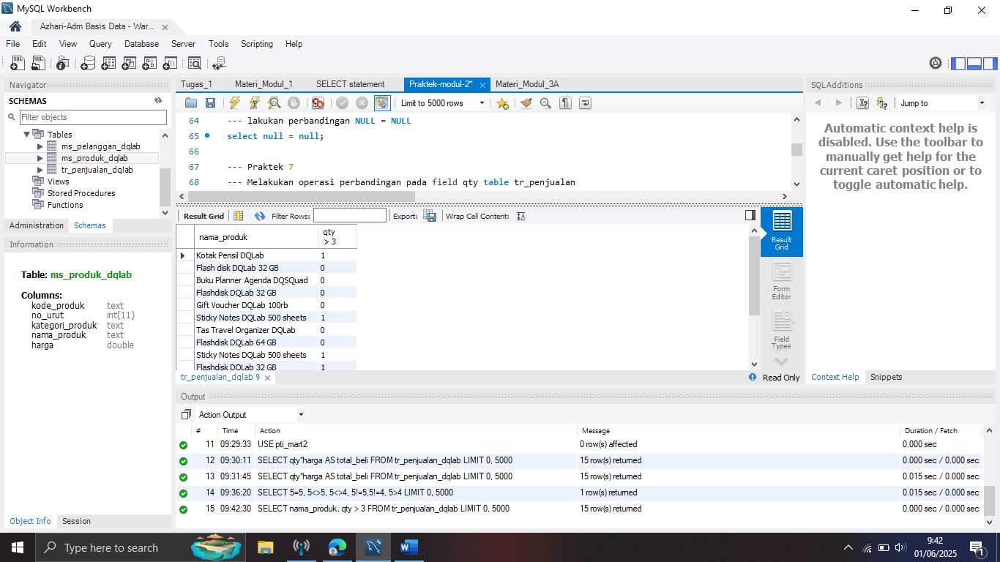 MySQL Workbench
Azhari-Adm Basis Data - War...
File Edit View Query Database Server Tools Scripting Help
Navigator
SCHEMAS
Filter objects
Tables
ms_pelanggan_dqlab
ms_produk_dqlab
tr_penjualan_dqlab
Views
Stored Procedures
Functions
Administration Schemas
Information
Table: ms_produk_dqlab
Columns:
kode_produk text
no_urut int(11)
kategori_produk text
nama_produk text
harga double
Object Info Session
Tugas_1 Materi_Modul_1 SELECT statement Praktek-modul-2* Materi_Modul_3A
Limit to 5000 rows
64 --- lakukan perbandingan NULL = NULL
65 select null = null;
66
67 --- Praktek 7
68 --- Melakukan operasi perbandingan pada field qty table tr_penjualan
Result Grid Filter Rows: Export: Wrap Cell Content:
nama_produk qty > 3
Kotak Pensil DQLab 1
Flash disk DQLab 32 GB 0
Buku Planner Agenda DQSQuad 0
Flashdisk DQLab 32 GB 0
Gift Voucher DQLab 100rb 0
Sticky Notes DQLab 500 sheets 1
Tas Travel Organizer DQLab 0
Flashdisk DQLab 64 GB 0
Sticky Notes DQLab 500 sheets 1
Flashdisk DQLab 32 GB 1
Result Grid
Form Editor
Field Types
tr_penjualan_dqlab 9
Read Only
SQLAdditions
Jump to
Automatic context help is
disabled. Use the toolbar to
manually get help for the
current caret position or to
toggle automatic help.
Context Help Snippets
Output
Action Output
# Time Action Message Duration / Fetch
11 09:29:33 USE pti_mart2 0 row(s) affected 0.000 sec
12 09:30:11 SELECT qty*harga AS total_beli FROM tr_penjualan_dqlab LIMIT 0, 5000 15 row(s) returned 0.000 sec / 0.000 sec
13 09:31:45 SELECT qty*harga AS total_beli FROM tr_penjualan_dqlab LIMIT 0, 5000 15 row(s) returned 0.015 sec / 0.000 sec
14 09:36:20 SELECT 5=5, 5<>5, 5<>4, 5!=5,5!=4, 5>4 LIMIT 0, 5000 1 row(s) returned 0.015 sec / 0.000 sec
15 09:42:30 SELECT nama_produk, qty > 3 FROM tr_penjualan_dqlab LIMIT 0, 5000 15 row(s) returned 0.000 sec / 0.000 sec
Type here to search
9:42
01/06/2025
1